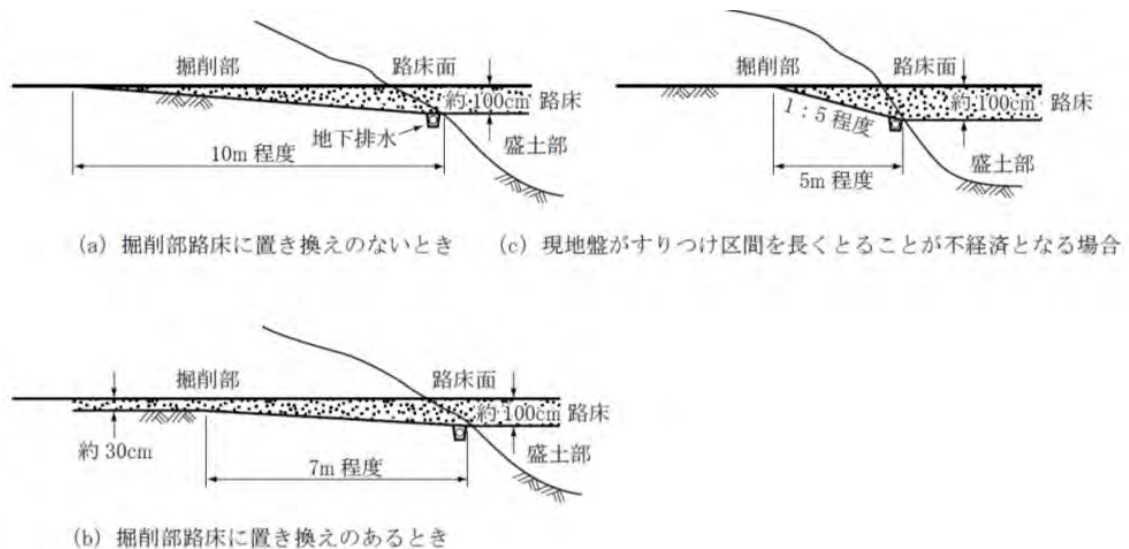 掘削部 路床面
約100cm 路床
地下排水
盛土部
10m 程度
(a) 掘削部路床に置き換えのないとき
掘削部 路床面
約100cm 路床
1：5 程度
盛土部
5m 程度
(c) 現地盤がすりつけ区間を長くとることが不経済となる場合
掘削部 路床面
約100cm 路床
約30cm
盛土部
7m 程度
(b) 掘削部路床に置き換えのあるとき